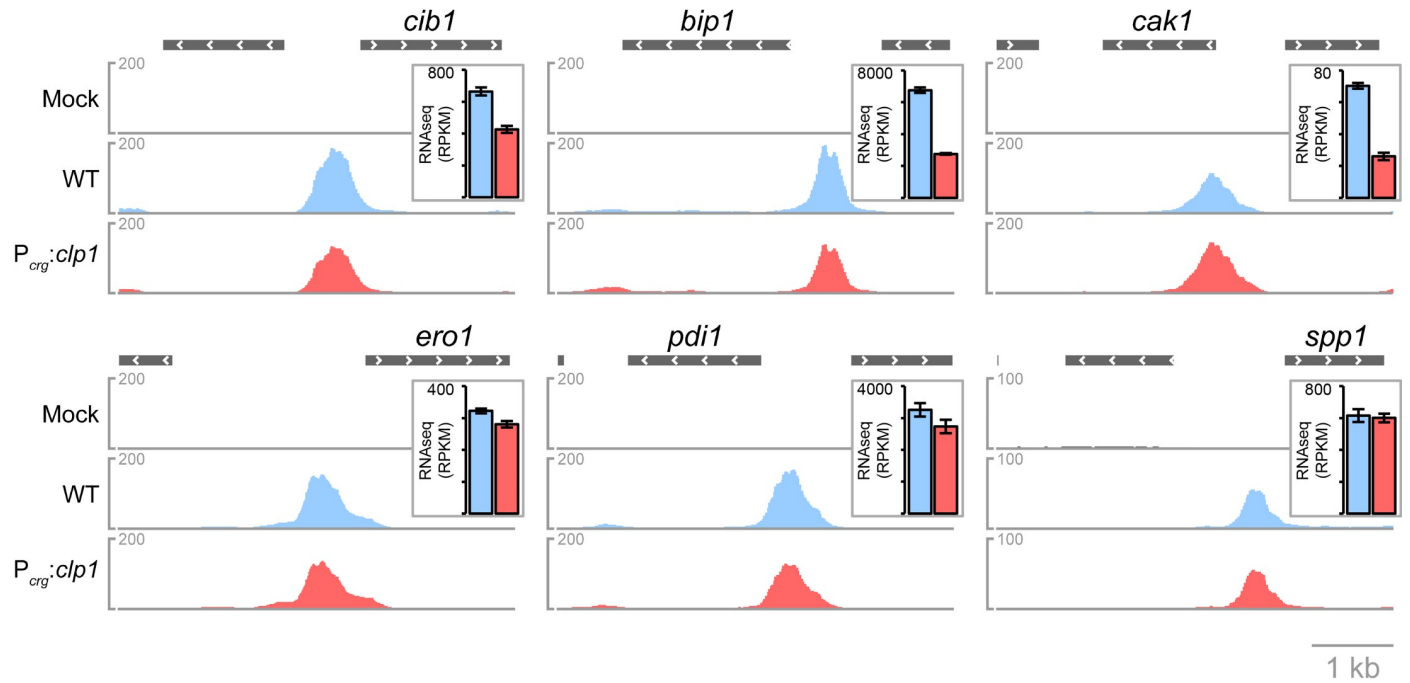 cib1 bip1 cak1
200 200 200
800 8000 80
Mock
RNAseq (RPKM) RNAseq (RPKM) RNAseq (RPKM)
200 200 200
WT
200 200 200
Pcrg:clp1
ero1 pdi1 spp1
200 200 100
400 4000 800
Mock
RNAseq (RPKM) RNAseq (RPKM) RNAseq (RPKM)
200 200 100
WT
200 200 100
Pcrg:clp1
1 kb